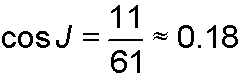 cos J = 11/61 ≈ 0.18